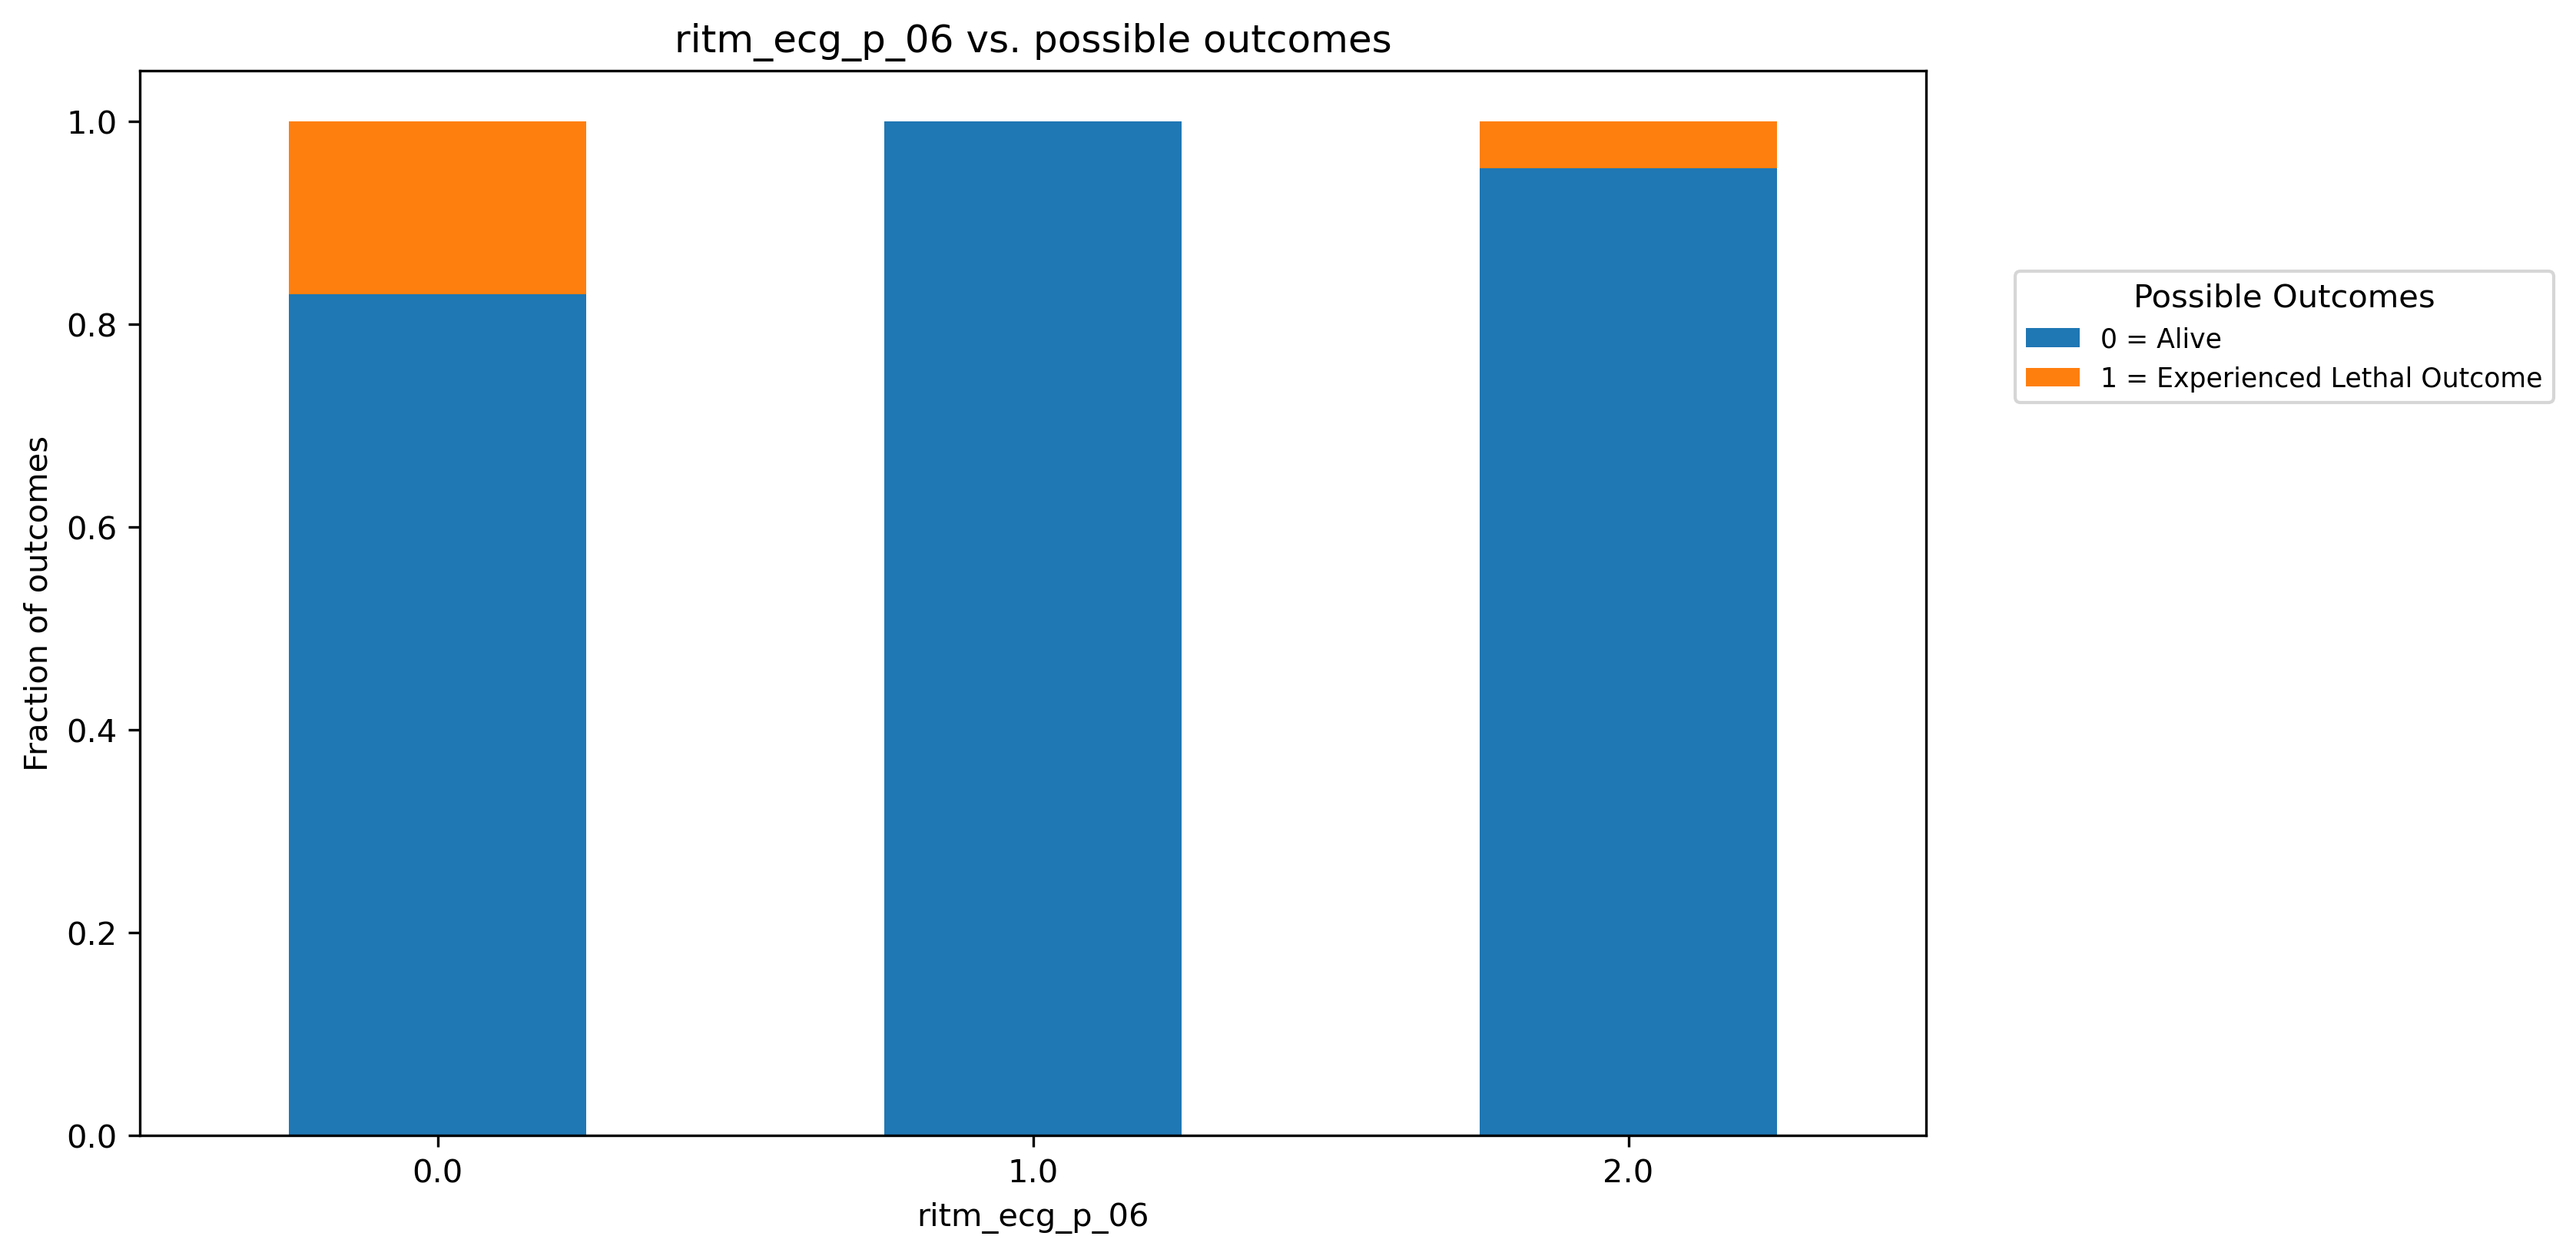 ritm_ecg_p_06 vs. possible outcomes
1.0
0.8
0.6
0.4
0.2
0.0
Fraction of outcomes
0.0 1.0 2.0
ritm_ecg_p_06
Possible Outcomes
0 = Alive
1 = Experienced Lethal Outcome